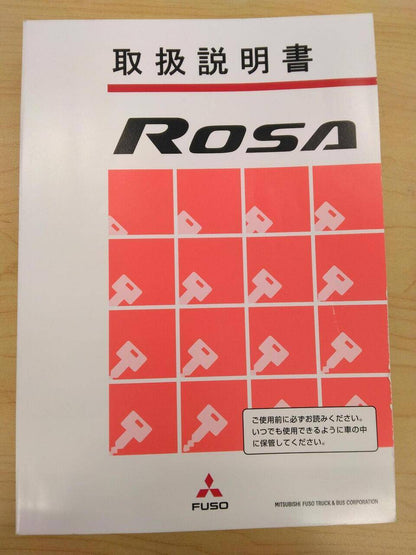 取扱説明書
ROSA
ご使用前に必ずお読みください。
いつでも使用できるように車の中
に保管してください。
FUSO
MITSUBISHI FUSO TRUCK & BUS CORPORATION